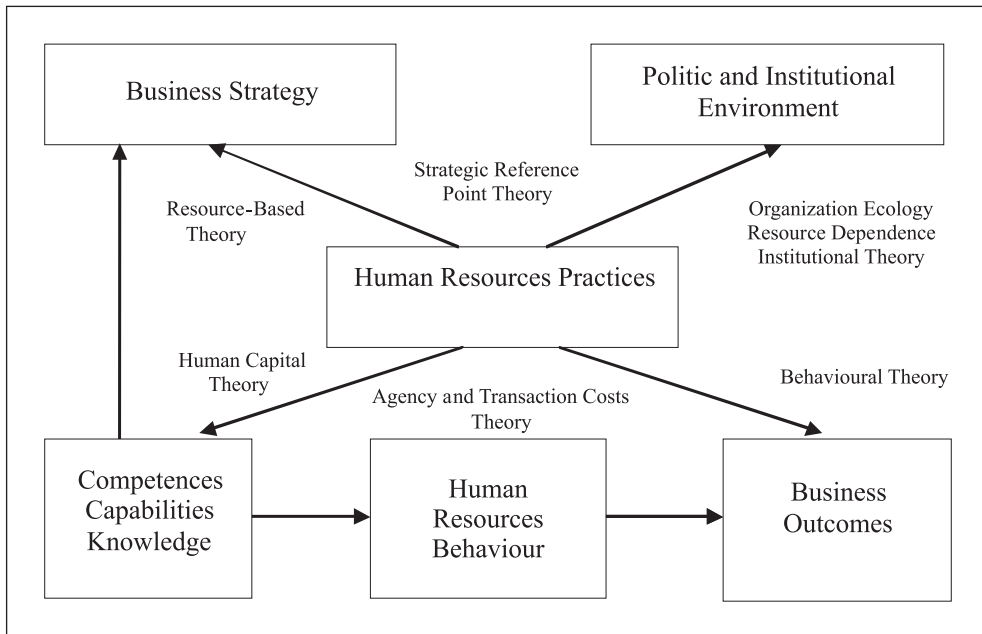 Business Strategy
Politic and Institutional
Environment
Strategic Reference
Point Theory
Resource-Based
Theory
Organization Ecology
Resource Dependence
Institutional Theory
Human Resources Practices
Human Capital
Theory
Agency and Transaction Costs
Theory
Behavioural Theory
Competences
Capabilities
Knowledge
Human
Resources
Behaviour
Business
Outcomes